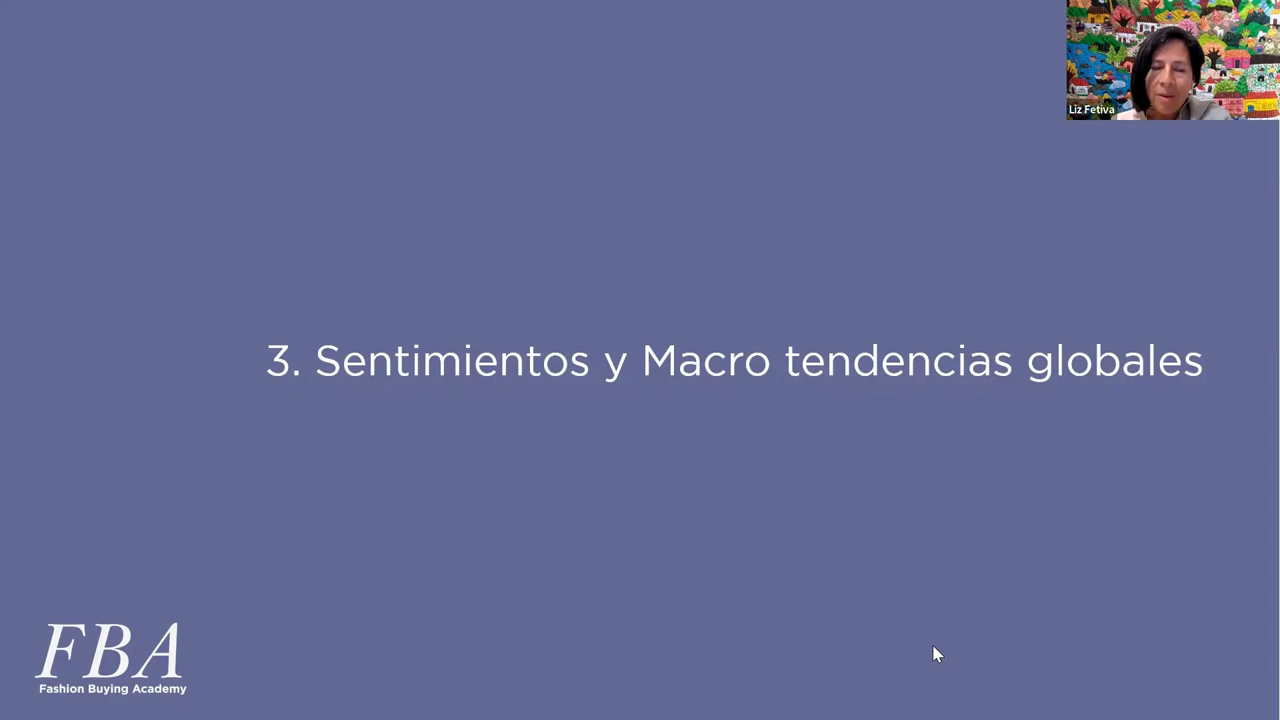 Liz Fetiva
3. Sentimientos y Macro tendencias globales
FBA
Fashion Buying Academy